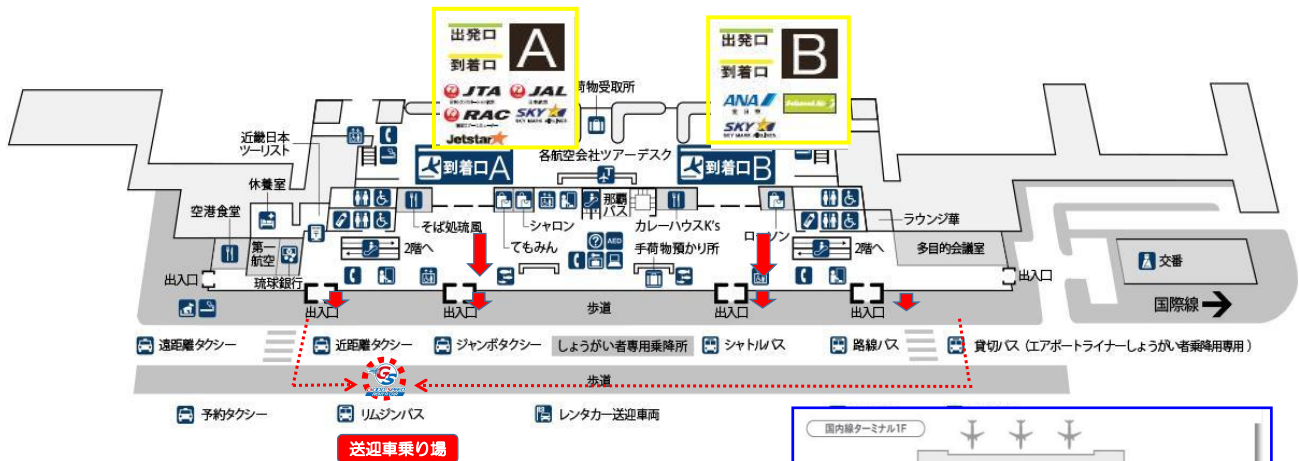 出発口
A
到着口
JTA
JAL
RAC
SKY
SKY MARK AIRLINES
Jetstar
出発口
B
到着口
ANA
SKY
SKY MARK AIRLINES
荷物受取所
近畿日本
ツーリスト
到着口A
各航空会社ツアーデスク
到着口B
休養室
空港食堂
そば処琉風
シャロン
てもみん
那覇
バス
カレーハウスK's
ラウンジ華
第一
航空
琉球銀行
2階へ
AED
手荷物預かり所
2階へ
多目的会議室
出入口
出入口
交番
国際線
出入口
出入口
歩道
出入口
出入口
遠距離タクシー
近距離タクシー
ジャンボタクシー
しょうがい者専用乗降所
シャトルバス
路線バス
貸切バス（エアポートライナーしょうがい者乗降用専用）
GS
歩道
予約タクシー
リムジンバス
レンタカー送迎車両
送迎車乗り場
国内線ターミナル1F